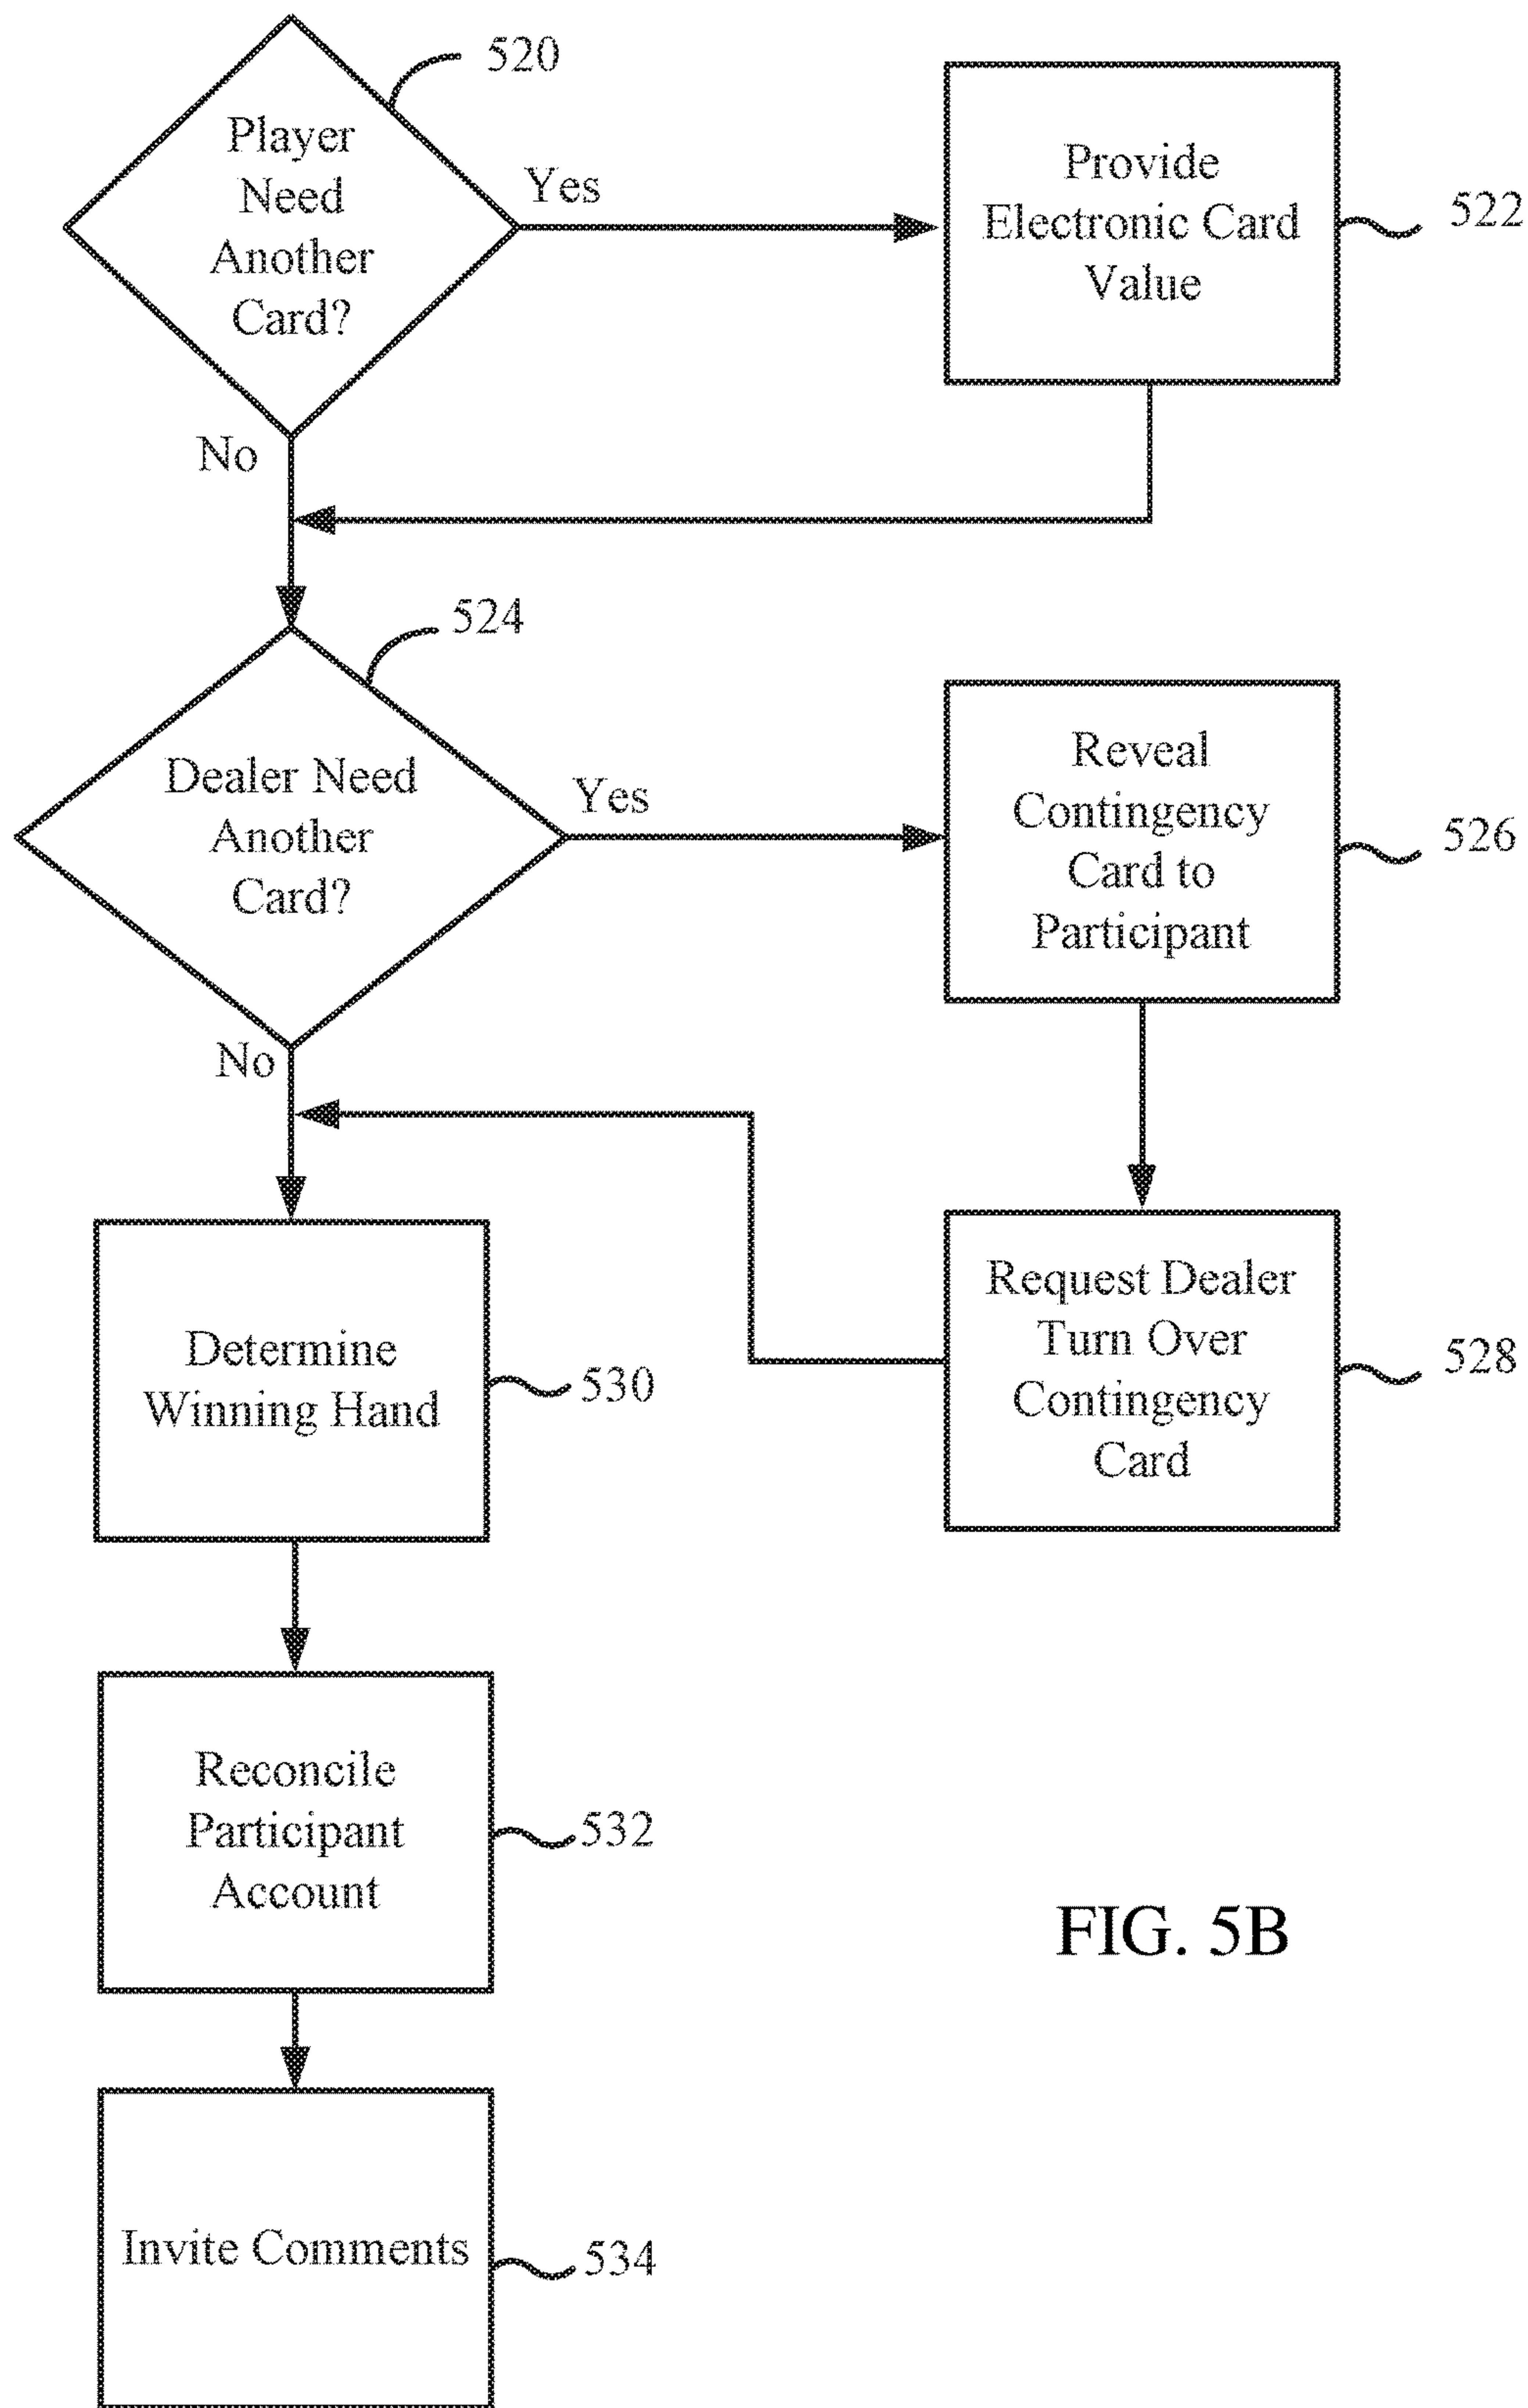 520
Player
Need
Another
Card?
Yes
No
Provide
Electronic Card
Value
522
524
Dealer Need
Another
Card?
Yes
No
Reveal
Contingency
Card to
Participant
526
Request Dealer
Turn Over
Contingency
Card
528
Determine
Winning Hand
530
Reconcile
Participant
Account
532
Invite Comments
534
FIG. 5B